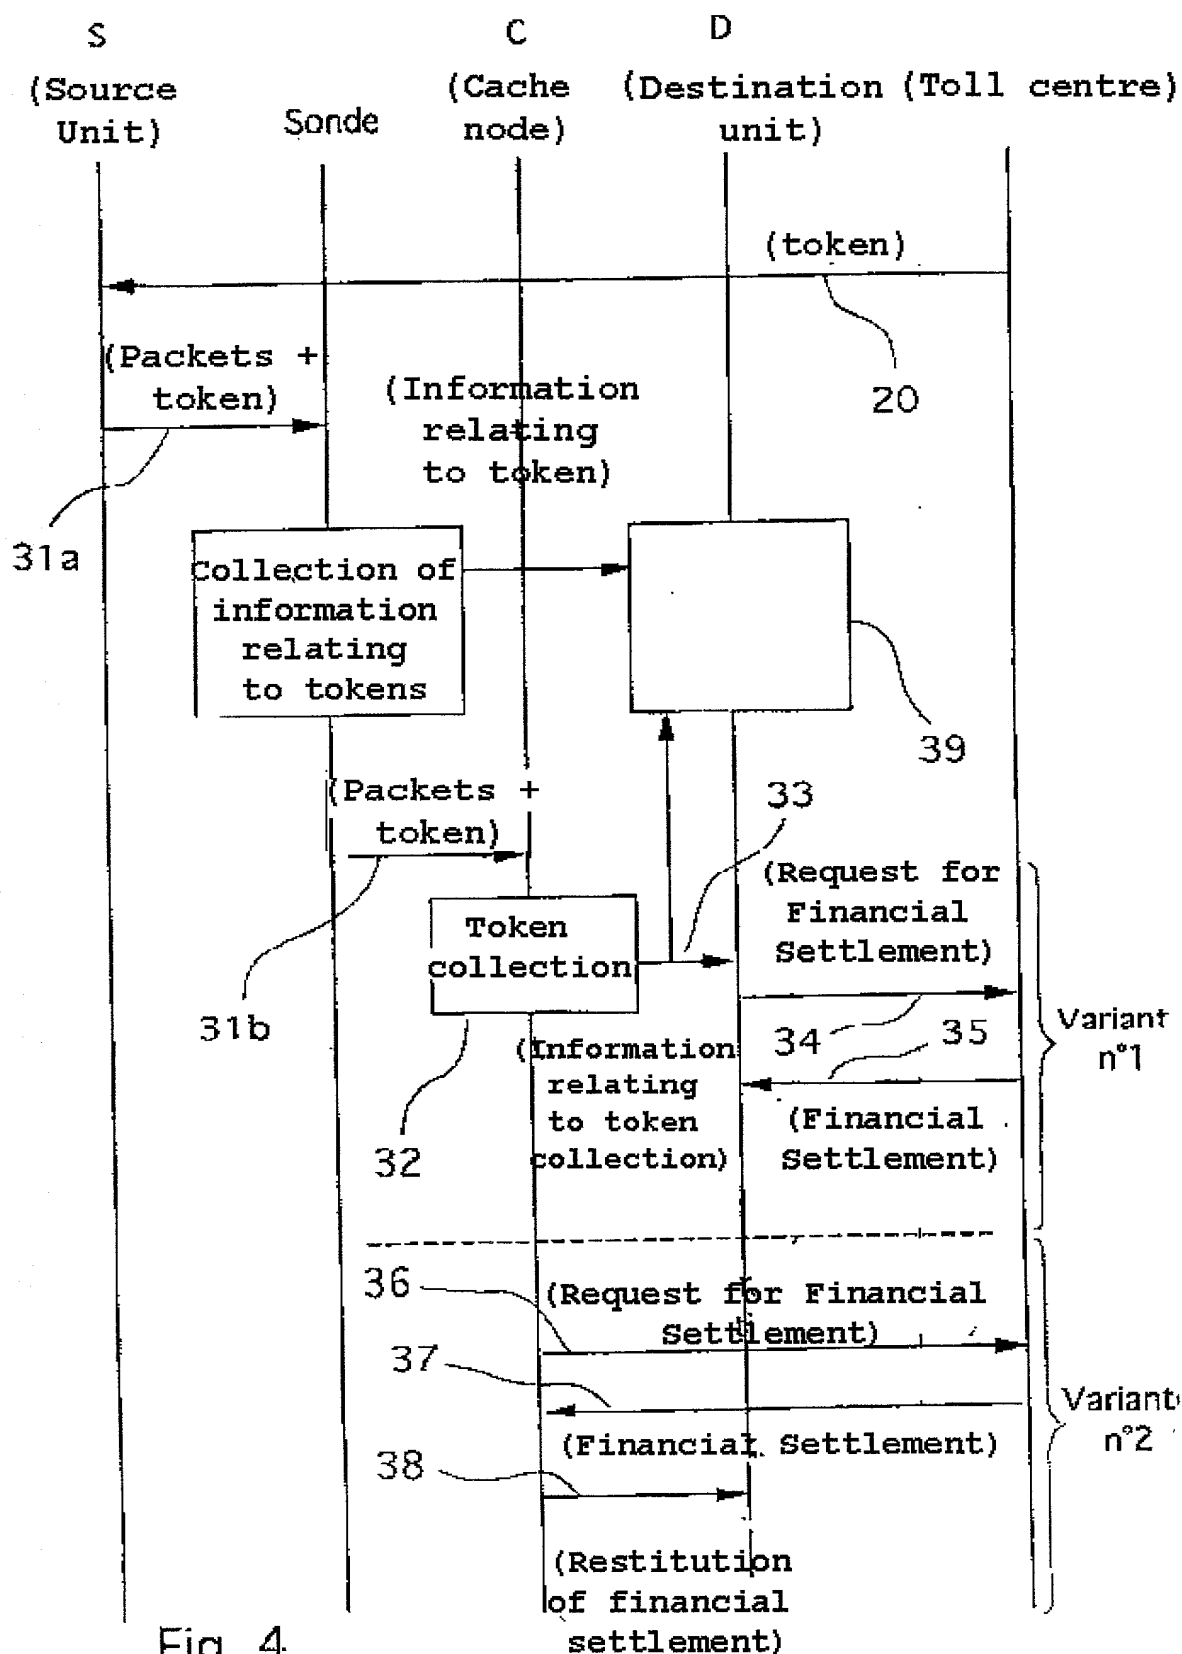 S
C
D
(Source
Unit)
Sonde
(Cache
node)
(Destination
unit)
(Toll centre)
(token)
20
(Packets +
token)
31a
(Information
relating
to token)
Collection of
information
relating
to tokens
39
(Packets +
token)
31b
33
Token
collection
32
(Request for
Financial
Settlement)
34
35
Variant
n°1
(Information
relating
to token
collection)
(Financial
Settlement)
36
(Request for Financial
Settlement)
37
(Financial Settlement)
Variante
n°2
38
(Restitution
of financial
settlement)
Fig. 4